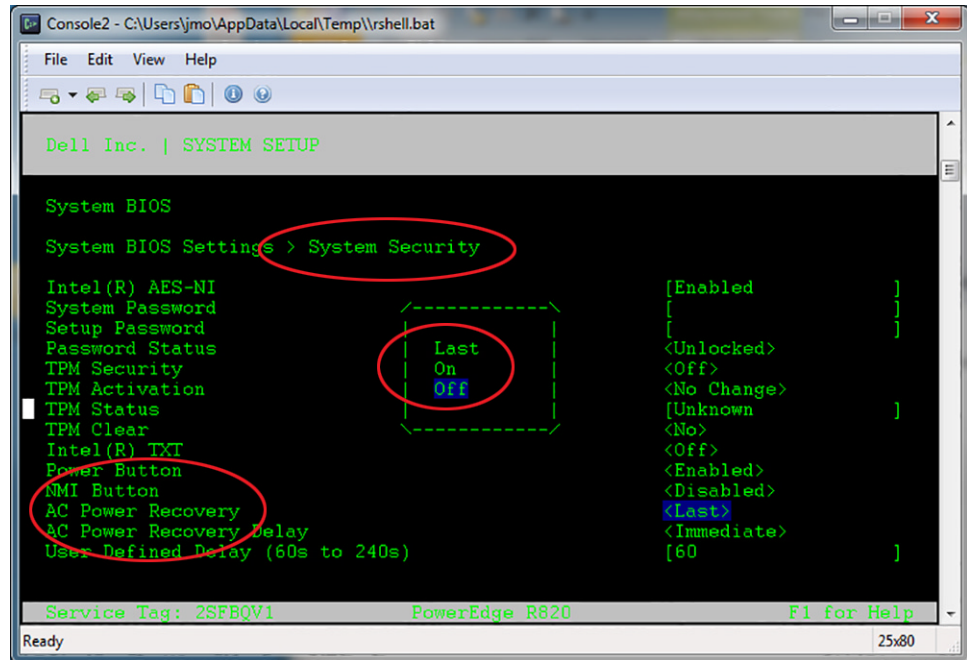 Console2 - C:\Users\jmo\AppData\Local\Temp\\rshell.bat
File Edit View Help
Dell Inc. | SYSTEM SETUP
System BIOS
System BIOS Settings > System Security
Intel(R) AES-NI [Enabled ]
System Password [ ]
Setup Password [ ]
Password Status Last <Unlocked>
TPM Security On <Off>
TPM Activation Off <No Change>
TPM Status [Unknown ]
TPM Clear <No>
Intel(R) TXT <Off>
Power Button <Enabled>
NMI Button <Disabled>
AC Power Recovery <Last>
AC Power Recovery Delay <Immediate>
User Defined Delay (60s to 240s) [60 ]
Service Tag: 2SFBQV1 PowerEdge R820 F1 for Help
Ready 25x80